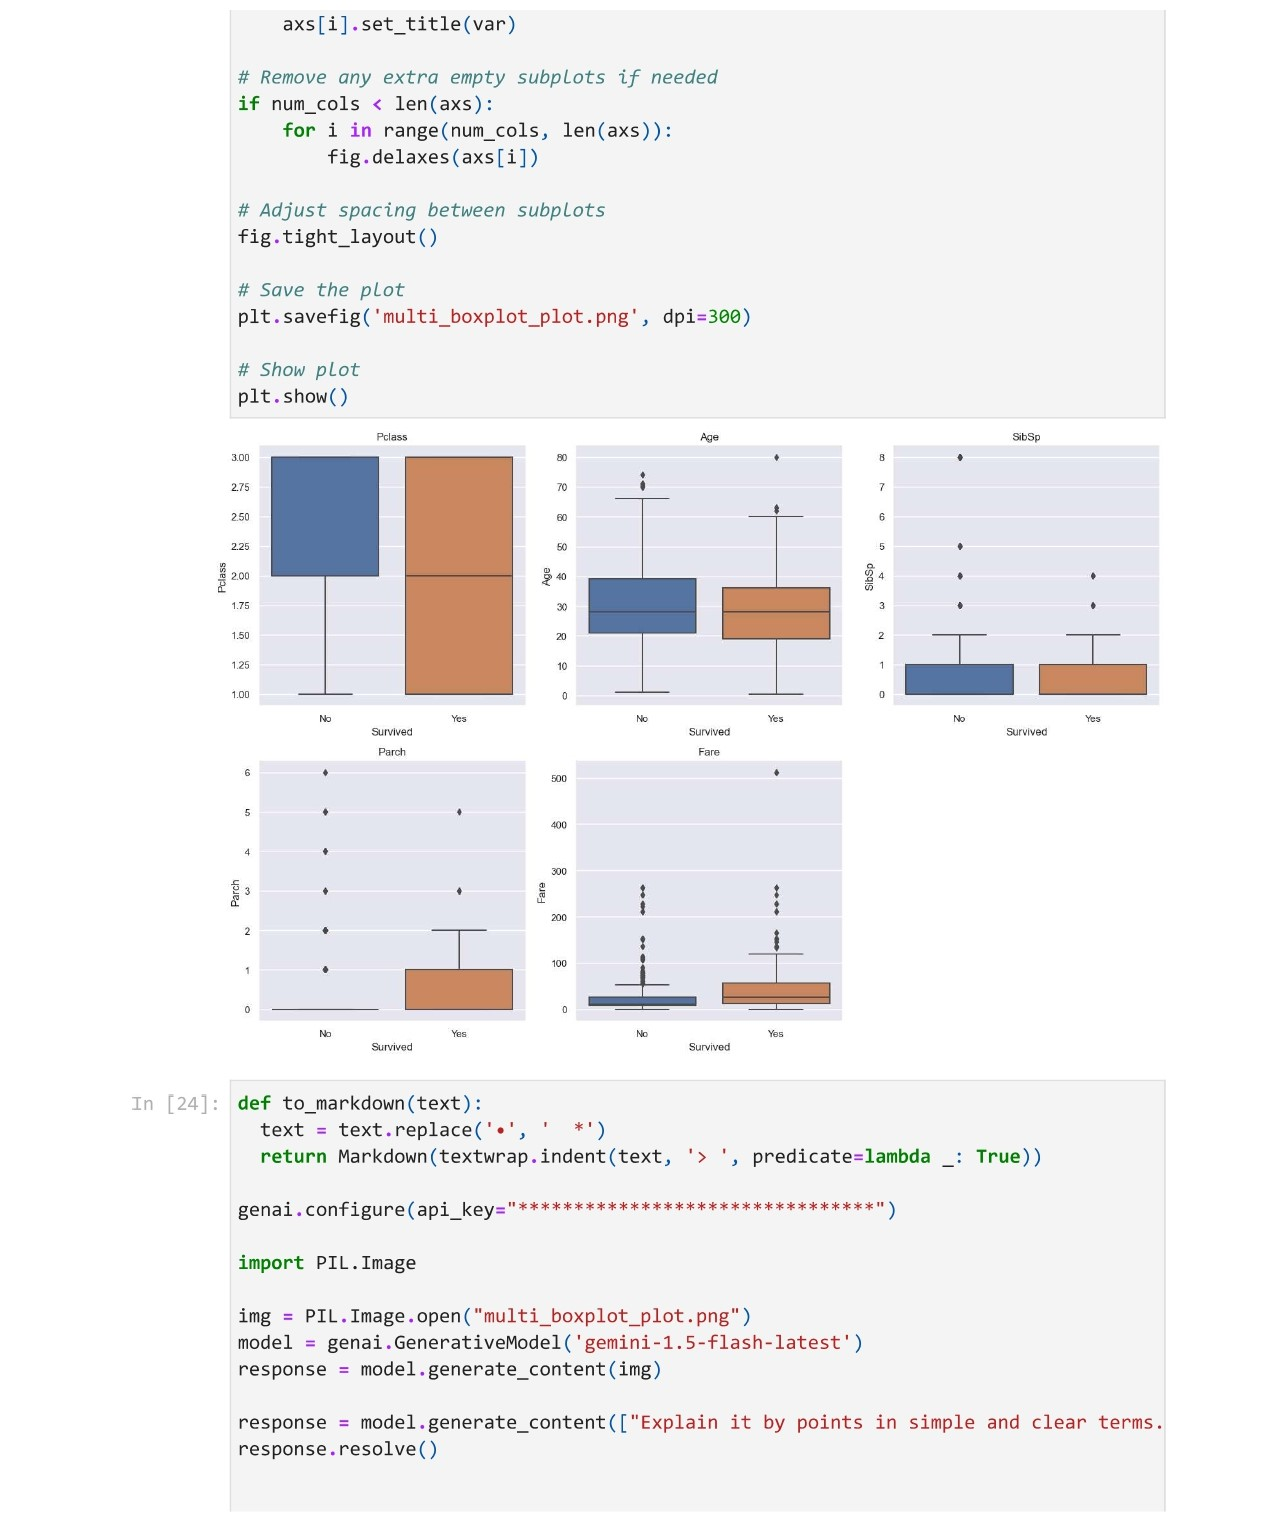 axs[i].set_title(var)
# Remove any extra empty subplots if needed
if num_cols < len(axs):
    for i in range(num_cols, len(axs)):
        fig.delaxes(axs[i])
# Adjust spacing between subplots
fig.tight_layout()
# Save the plot
plt.savefig('multi_boxplot_plot.png', dpi=300)
# Show plot
plt.show()
Pclass
3.00
2.75
2.50
2.25
2.00
1.75
1.50
1.25
1.00
Pclass
No Yes
Survived
Age
80
70
60
50
40
30
20
10
0
Age
No Yes
Survived
SibSp
8
7
6
5
4
3
2
1
0
SibSp
No Yes
Survived
Parch
6
5
4
3
2
1
0
Parch
No Yes
Survived
Fare
500
400
300
200
100
0
Fare
No Yes
Survived
In [24]:
def to_markdown(text):
  text = text.replace('•', '  *')
  return Markdown(textwrap.indent(text, '> ', predicate=lambda _: True))
genai.configure(api_key="********************************")
import PIL.Image
img = PIL.Image.open("multi_boxplot_plot.png")
model = genai.GenerativeModel('gemini-1.5-flash-latest')
response = model.generate_content(img)
response = model.generate_content(["Explain it by points in simple and clear terms.
response.resolve()